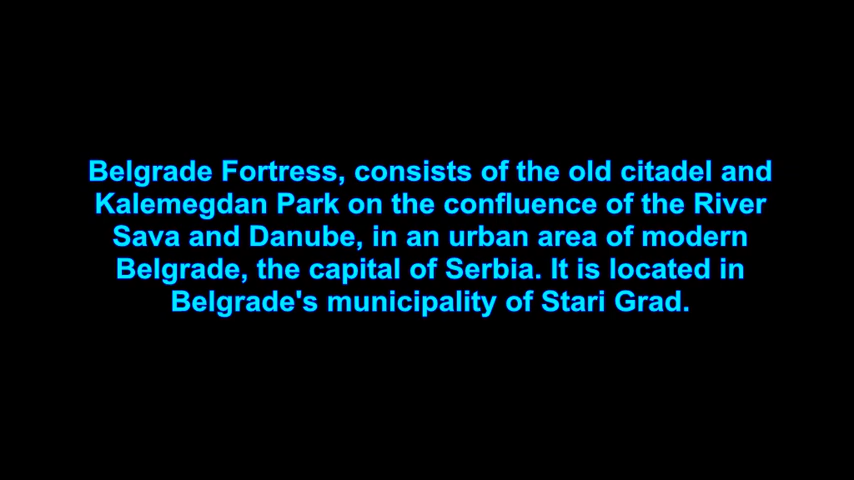 Belgrade Fortress, consists of the old citadel and
Kalemegdan Park on the confluence of the River
Sava and Danube, in an urban area of modern
Belgrade, the capital of Serbia. It is located in
Belgrade's municipality of Stari Grad.